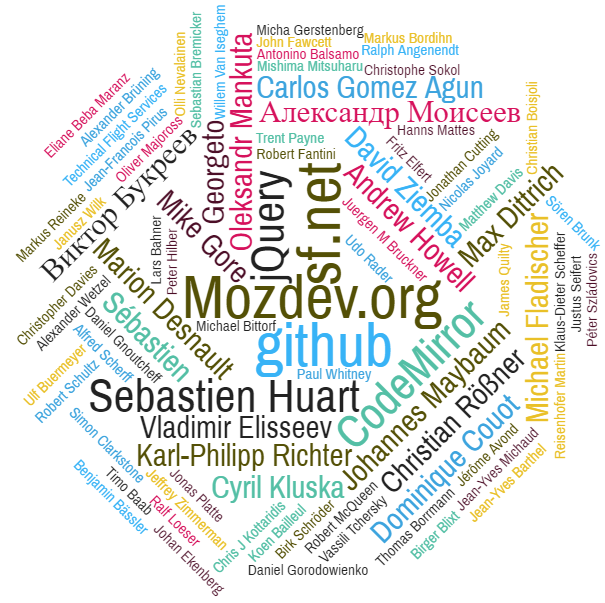 Micha Gerstenberg
John Fawcett
Markus Bordihn
Antonino Balsamo
Ralph Angenendt
Mishima Mitsuharu
Christophe Sokol
Carlos Gomez Agun
Александр Моисеев
Hanns Mattes
Trent Payne
Robert Fantini
Willem Van Iseghem
Sebastian Bremicker
Olli Nevalainen
Oleksandr Mankuta
Georgeto
Eliane Beba Maranz
Alexander Brüning
Technical Flight Services
Jean-Francois Pirus
Oliver Majoross
Виктор Букреев
Janusz Wilk
Markus Reineke
Lars Bahner
Peter Hilber
Mike Gore
jQuery
sf.net
David Ziemba
Andrew Howell
Juergen M Bruckner
Udo Rader
Fritz Elfert
Jonathan Cutting
Nicolas Joyard
Christian Boisjoli
Matthew Davis
Max Dittrich
Sören Brunk
James Quilty
Michael Fladischer
Reisenhofer Martin
Klaus-Dieter Scheffer
Justus Seifert
Péter Szládovics
Mozdev.org
github
Michael Bittorf
Paul Whitney
Marion Desnault
Sébastien
Christopher Davies
Alexander Wetzel
Daniel Groutcheff
Alfred Scherff
Ulf Buermeyer
Robert Schultz
CodeMirror
Sebastien Huart
Vladimir Elisseev
Karl-Philipp Richter
Cyril Kluska
Johannes Maybaum
Christian Rößner
Dominique Couot
Simon Clarkstone
Timo Baab
Benjamin Bässler
Jeffrey Zimmerman
Jonas Platte
Ralf Loeser
Johan Ekenberg
Chris J Kottaridis
Koen Bailleul
Birk Schröder
Robert McQueen
Vassili Tchersky
Thomas Borrmann
Jérôme Avond
Jean-Yves Michaud
Jean-Yves Barthel
Birger Blixt
Daniel Gorodowienko